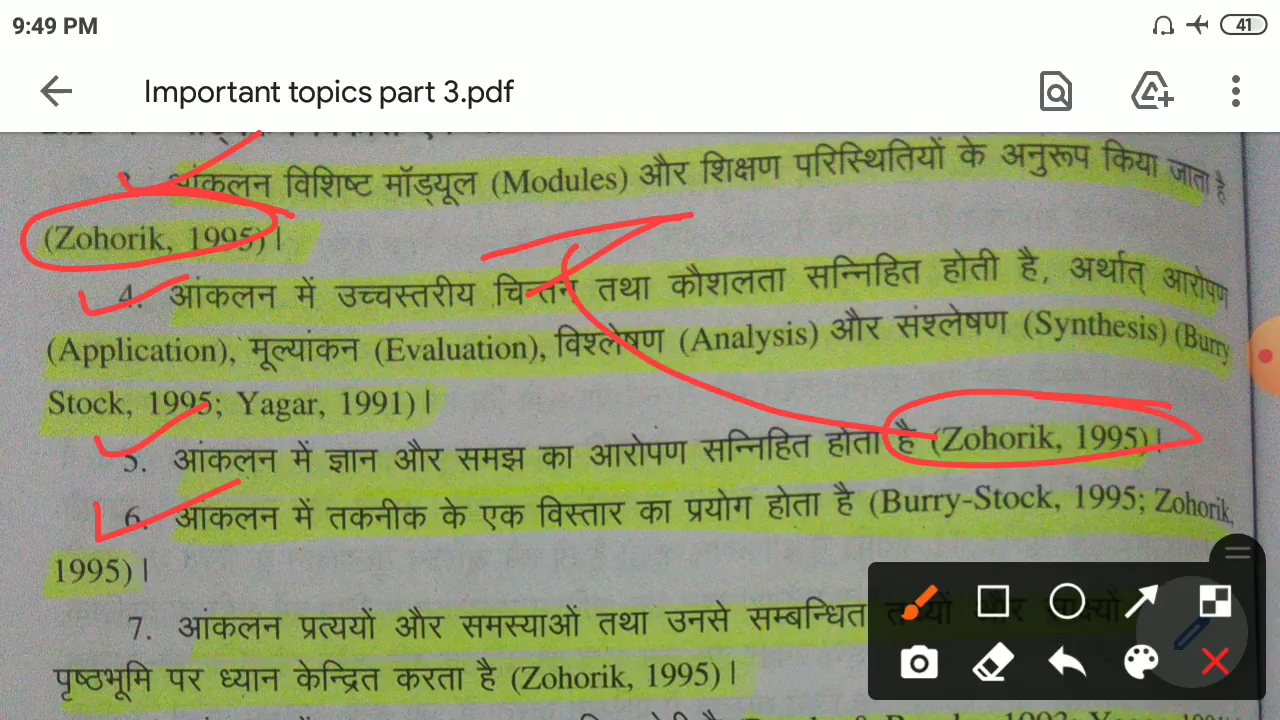 9:49 PM
41
Important topics part 3.pdf
आंकलन विशिष्ट मॉड्यूल (Modules) और शिक्षण परिस्थितियों के अनुरूप किया जाता है
(Zohorik, 1995)।
4. आंकलन में उच्चस्तरीय चिन्तन तथा कौशलता सन्निहित होती है, अर्थात् आरोपण
(Application), मूल्यांकन (Evaluation), विश्लेषण (Analysis) और संश्लेषण (Synthesis) (Burry
Stock, 1995; Yagar, 1991)।
5. आंकलन में ज्ञान और समझ का आरोपण सन्निहित होता है (Zohorik, 1995)।
6. आंकलन में तकनीक के एक विस्तार का प्रयोग होता है (Burry-Stock, 1995; Zohorik,
1995)।
7. आंकलन प्रत्ययों और समस्याओं तथा उनसे सम्बन्धित
पृष्ठभूमि पर ध्यान केन्द्रित करता है (Zohorik, 1995)।